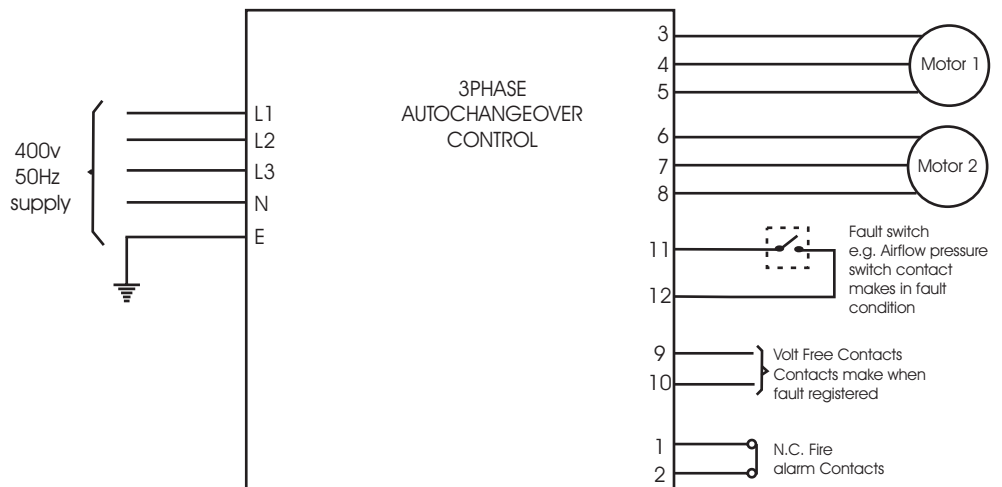 400v
50Hz
supply
L1
L2
L3
N
E
3PHASE
AUTOCHANGEOVER
CONTROL
3
4
5
Motor 1
6
7
8
Motor 2
11
12
Fault switch
e.g. Airflow pressure
switch contact
makes in fault
condition
9
10
Volt Free Contacts
Contacts make when
fault registered
1
2
N.C. Fire
alarm Contacts